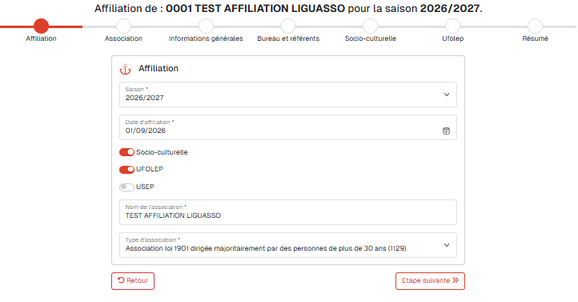 Affiliation de : 0001 TEST AFFILIATION LIGUASSO pour la saison 2026/2027.
Affiliation Association Informations générales Bureau et référents Socio-culturelle Ufolep Résumé
Affiliation
Saison *
2026/2027
Date d'affiliation *
01/09/2026
Socio-culturelle
UFOLEP
USEP
Nom de l'association *
TEST AFFILIATION LIGUASSO
Type d'association *
Association loi 1901 dirigée majoritairement par des personnes de plus de 30 ans (1129)
Retour Etape suivante